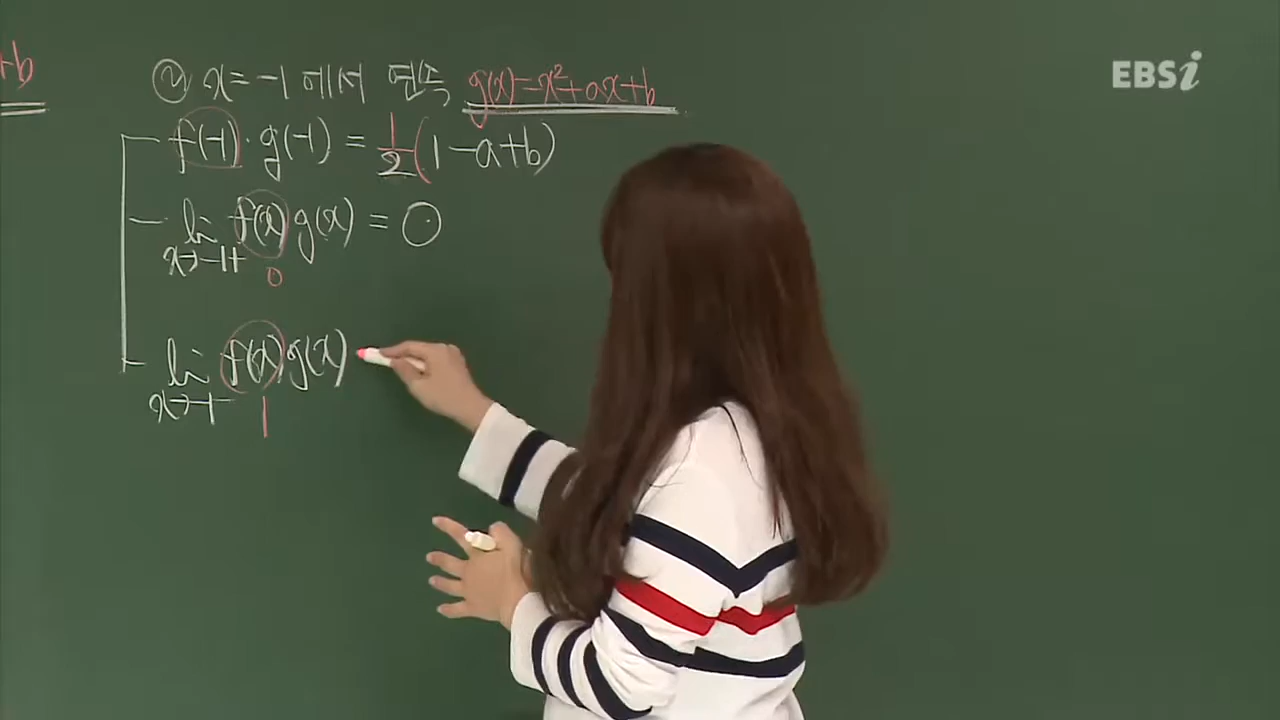 +b
② x=-1 에서 연속 g(x)=x²+ax+b
f(-1)·g(-1) = 1/2(1-a+b)
lim x→-1+ f(x)g(x) = 0
0
lim x→-1- f(x)g(x)
1
EBSi